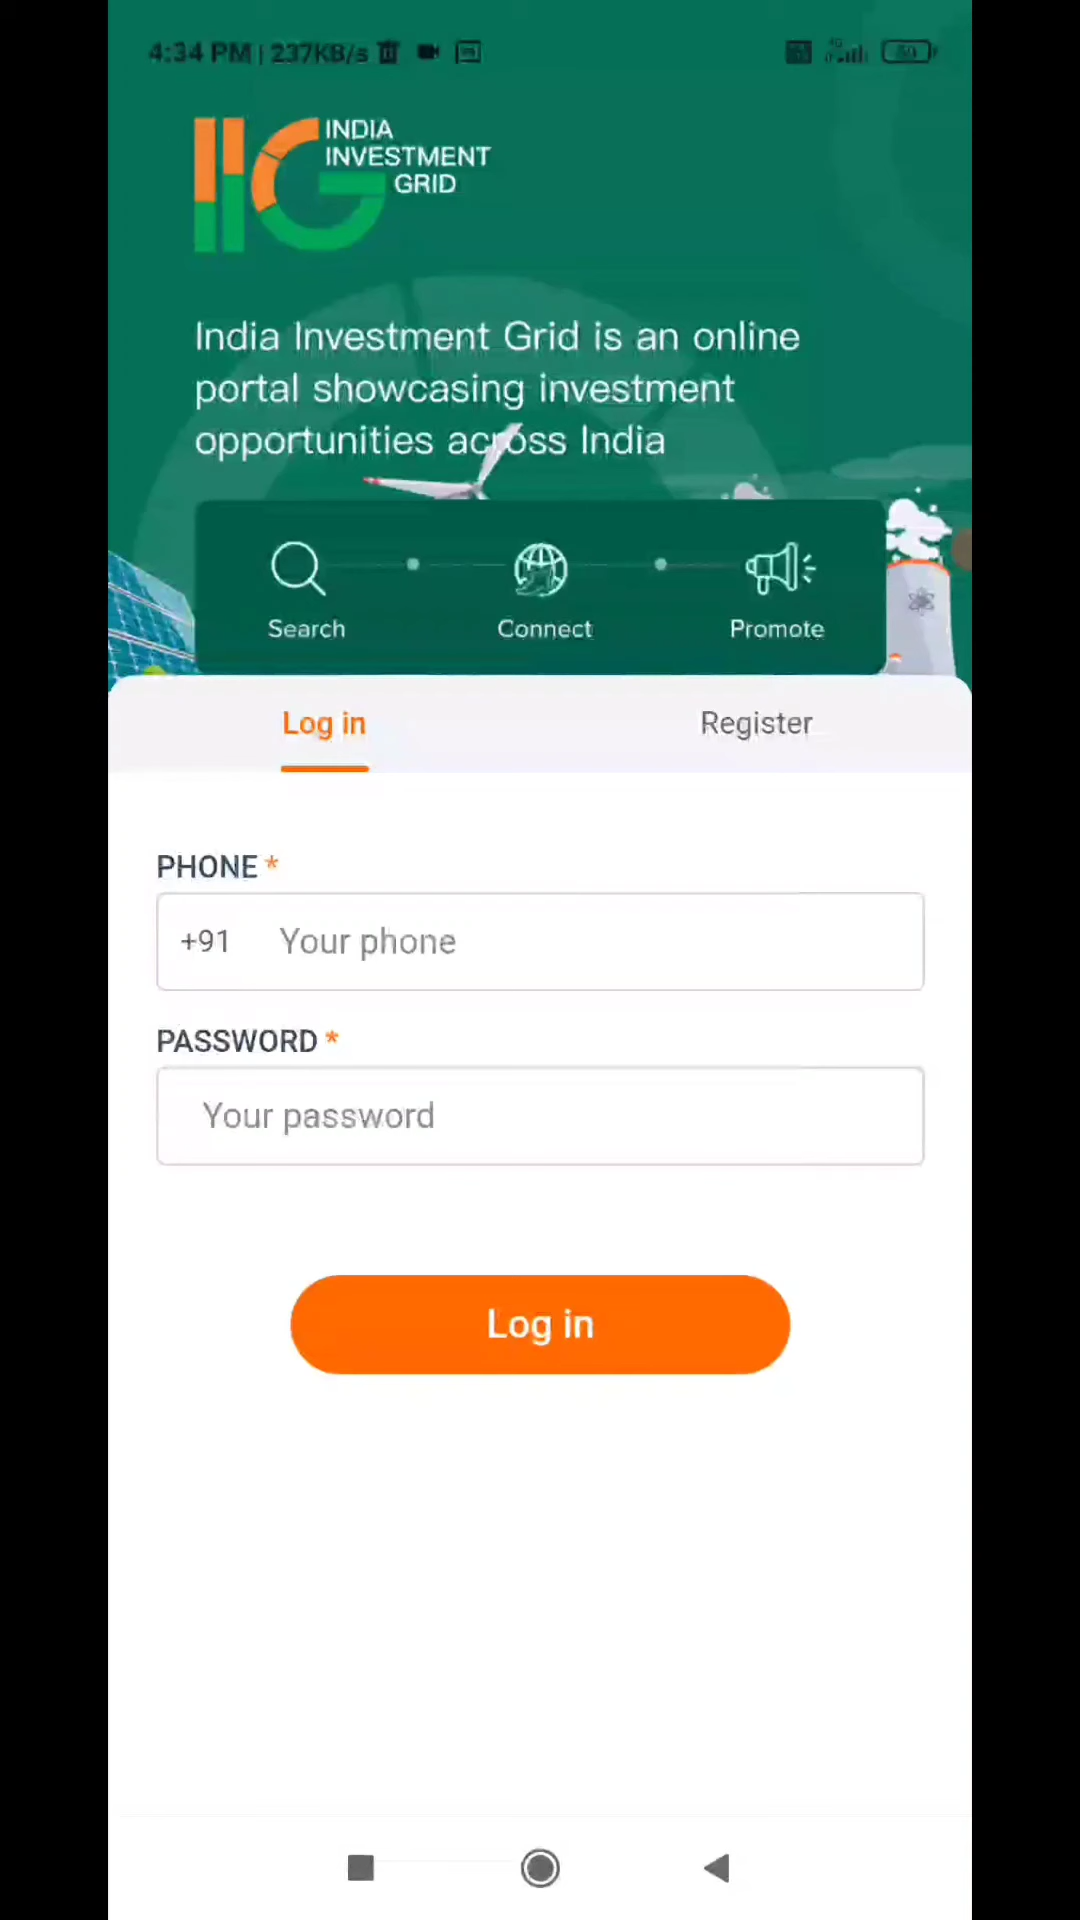 4:34 PM | 237KB/s
INDIA
INVESTMENT
GRID
India Investment Grid is an online
portal showcasing investment
opportunities across India
Search Connect Promote
Log in Register
PHONE *
+91 Your phone
PASSWORD *
Your password
Log in